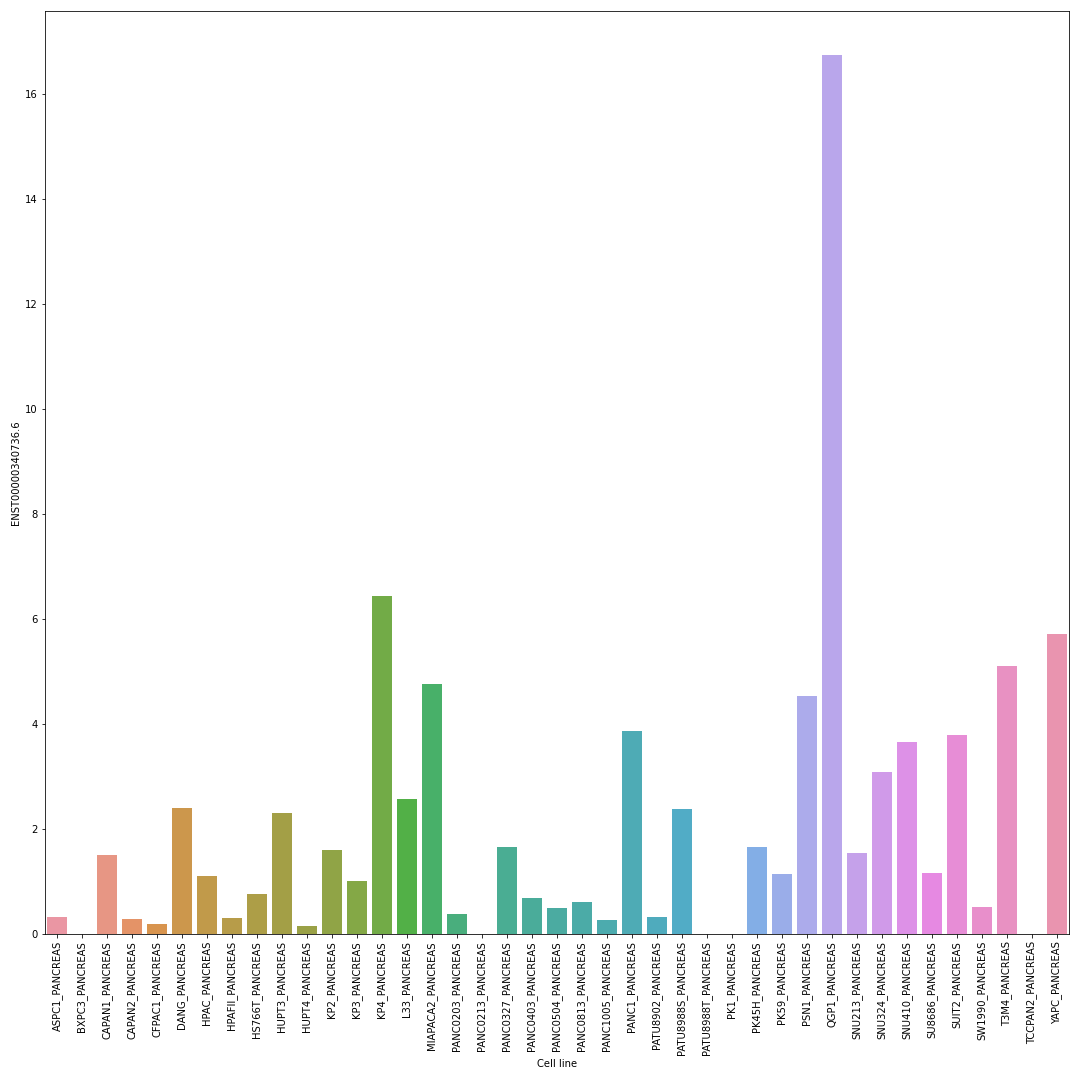 16
14
12
10
8
6
4
2
0
ENST00000340736.6
ASPC1_PANCREAS
BXPC3_PANCREAS
CAPAN1_PANCREAS
CAPAN2_PANCREAS
CFPAC1_PANCREAS
DANG_PANCREAS
HPAC_PANCREAS
HPAFII_PANCREAS
HS766T_PANCREAS
HUPT3_PANCREAS
HUPT4_PANCREAS
KP2_PANCREAS
KP3_PANCREAS
KP4_PANCREAS
L33_PANCREAS
MIAPACA2_PANCREAS
PANC0203_PANCREAS
PANC0213_PANCREAS
PANC0327_PANCREAS
PANC0403_PANCREAS
PANC0504_PANCREAS
PANC0813_PANCREAS
PANC1005_PANCREAS
PANC1_PANCREAS
PATU8902_PANCREAS
PATU8988S_PANCREAS
PATU8988T_PANCREAS
PK1_PANCREAS
PK45H_PANCREAS
PK59_PANCREAS
PSN1_PANCREAS
QGP1_PANCREAS
SNU213_PANCREAS
SNU324_PANCREAS
SNU410_PANCREAS
SU8686_PANCREAS
SUIT2_PANCREAS
SW1990_PANCREAS
T3M4_PANCREAS
TCCPAN2_PANCREAS
YAPC_PANCREAS
Cell line